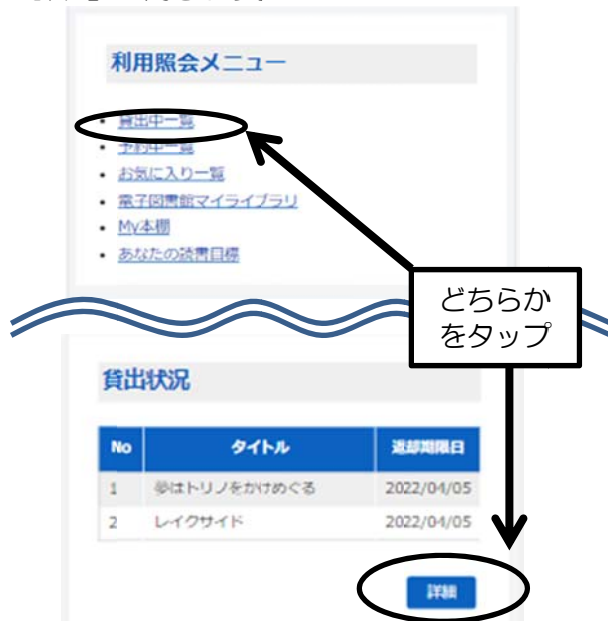 利用照会メニュー
貸出中一覧
予約中一覧
お気に入り一覧
電子図書館マイライブラリ
My本棚
あなたの読書目標
どちらか
をタップ
貸出状況
No タイトル 返却期限日
1 夢はトリノをかけめぐる 2022/04/05
2 レイクサイド 2022/04/05
詳細